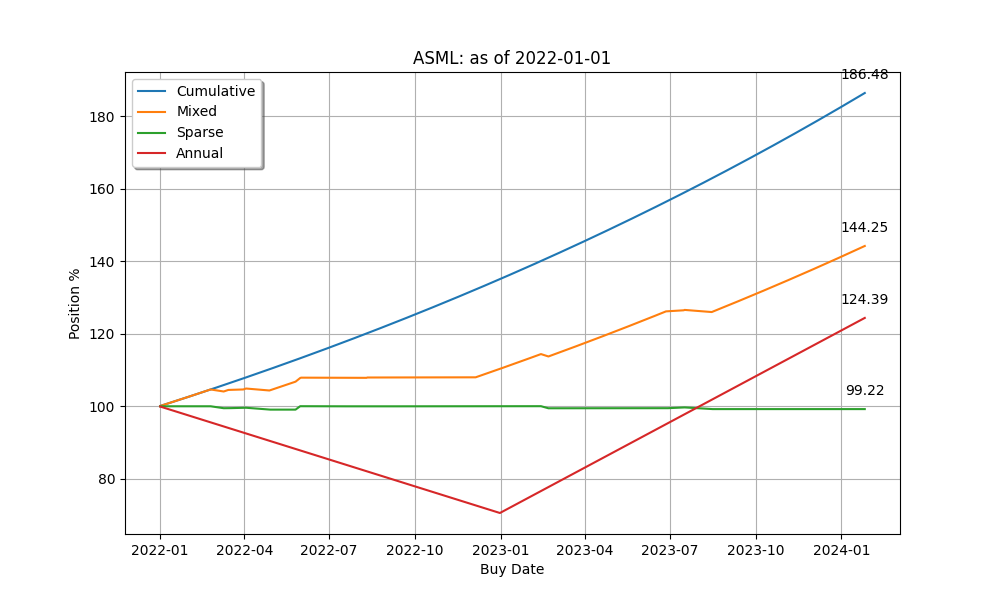 ASML: as of 2022-01-01
Cumulative
Mixed
Sparse
Annual
186.48
144.25
124.39
99.22
Position %
180
160
140
120
100
80
2022-01 2022-04 2022-07 2022-10 2023-01 2023-04 2023-07 2023-10 2024-01
Buy Date